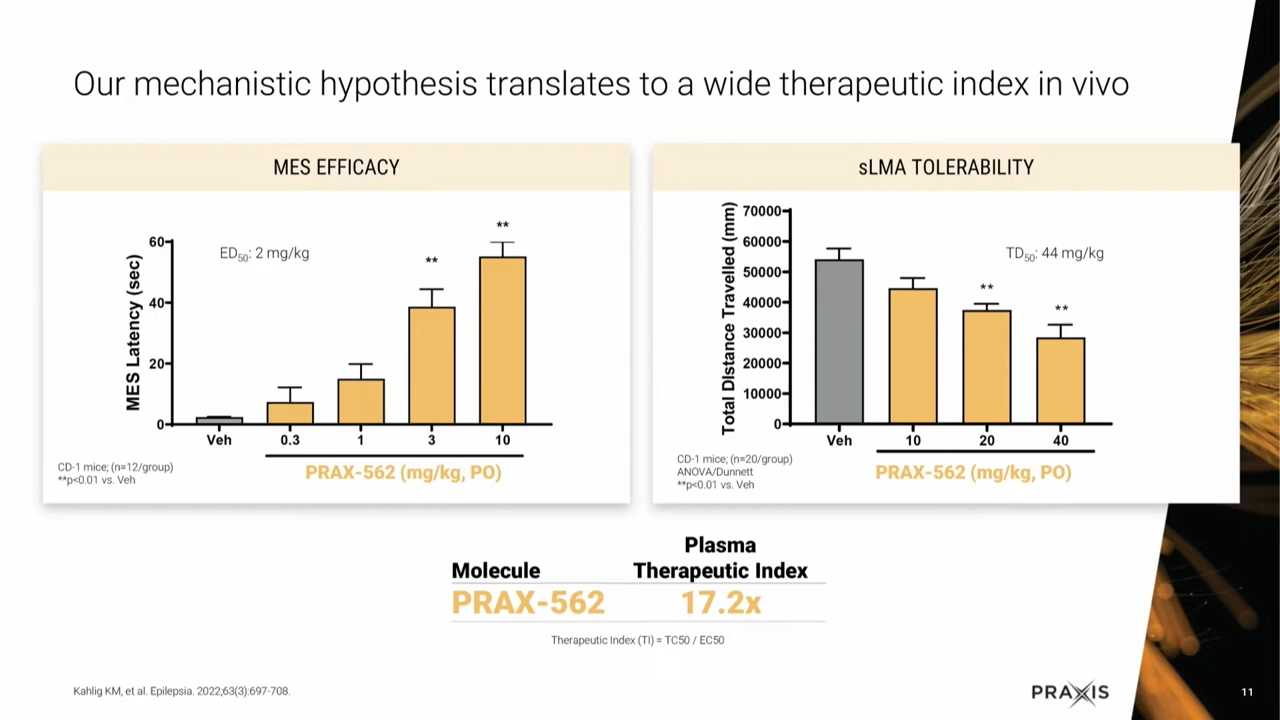 Our mechanistic hypothesis translates to a wide therapeutic index in vivo
MES EFFICACY
MES Latency (sec)
60
40
20
0
ED50: 2 mg/kg
**
**
Veh
0.3
1
3
10
PRAX-562 (mg/kg, PO)
CD-1 mice; (n=12/group)
**p<0.01 vs. Veh
sLMA TOLERABILITY
Total Distance Travelled (mm)
70000
60000
50000
40000
30000
20000
10000
0
TD50: 44 mg/kg
**
**
Veh
10
20
40
PRAX-562 (mg/kg, PO)
CD-1 mice; (n=20/group)
ANOVA/Dunnett
**p<0.01 vs. Veh
Plasma
Molecule Therapeutic Index
PRAX-562 17.2x
Therapeutic Index (TI) = TC50 / EC50
Kahlig KM, et al. Epilepsia. 2022;63(3):697-708.
PRAXIS
11